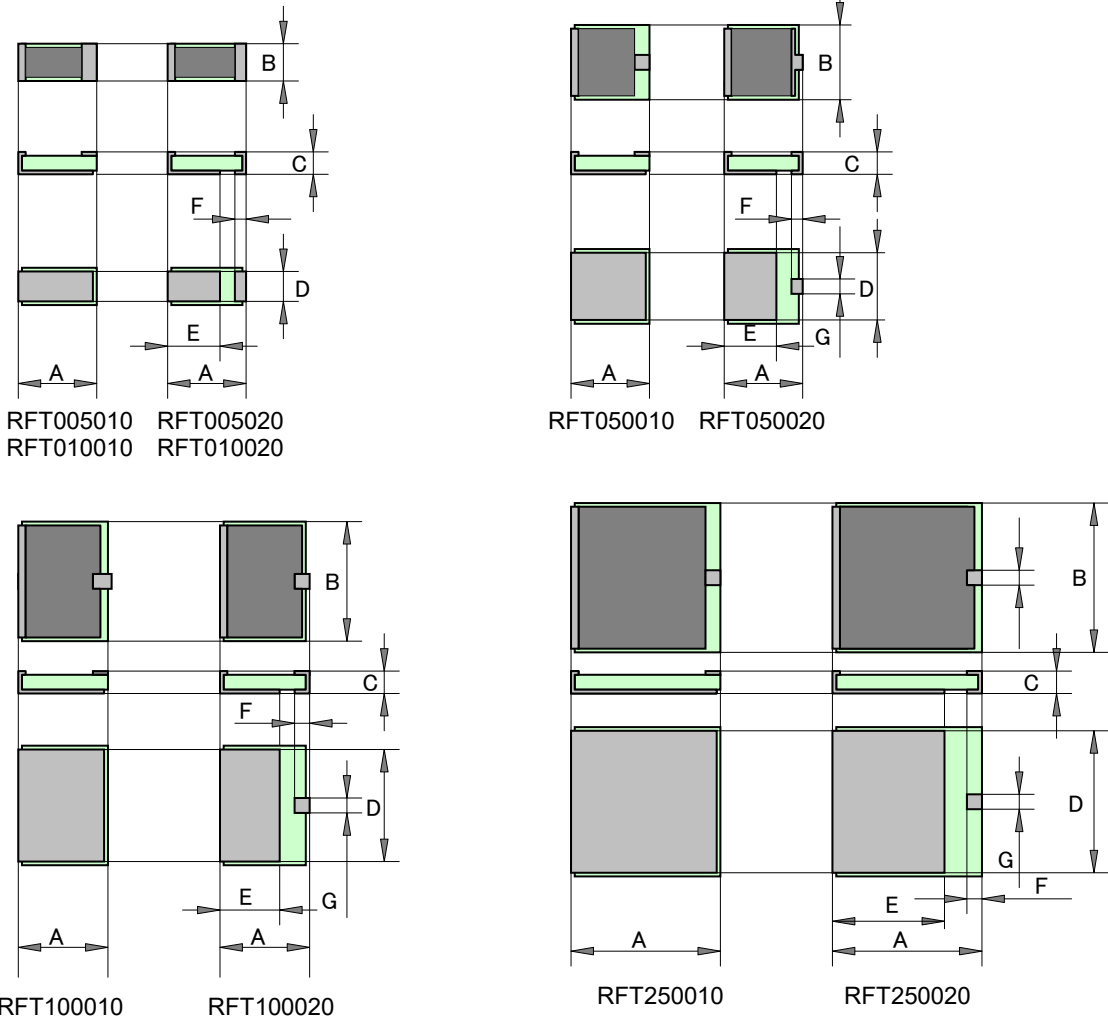 B
C
F
D
E
A A
RFT005010 RFT005020
RFT010010 RFT010020
B
C
F
D
E G
A A
RFT050010 RFT050020
B
C
F
D
E G
A A
RFT100010 RFT100020
B
C
D
G
F
E
A A
RFT250010 RFT250020